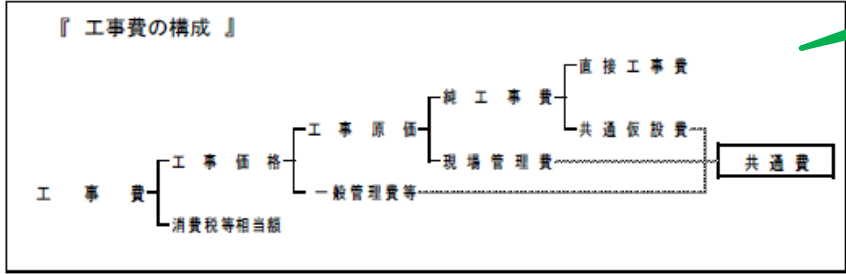 『 工事費の構成 』
直接工事費
純工事費
工事原価 共通仮設費
工事価格 現場管理費 共通費
工事費 一般管理費等
消費税等相当額